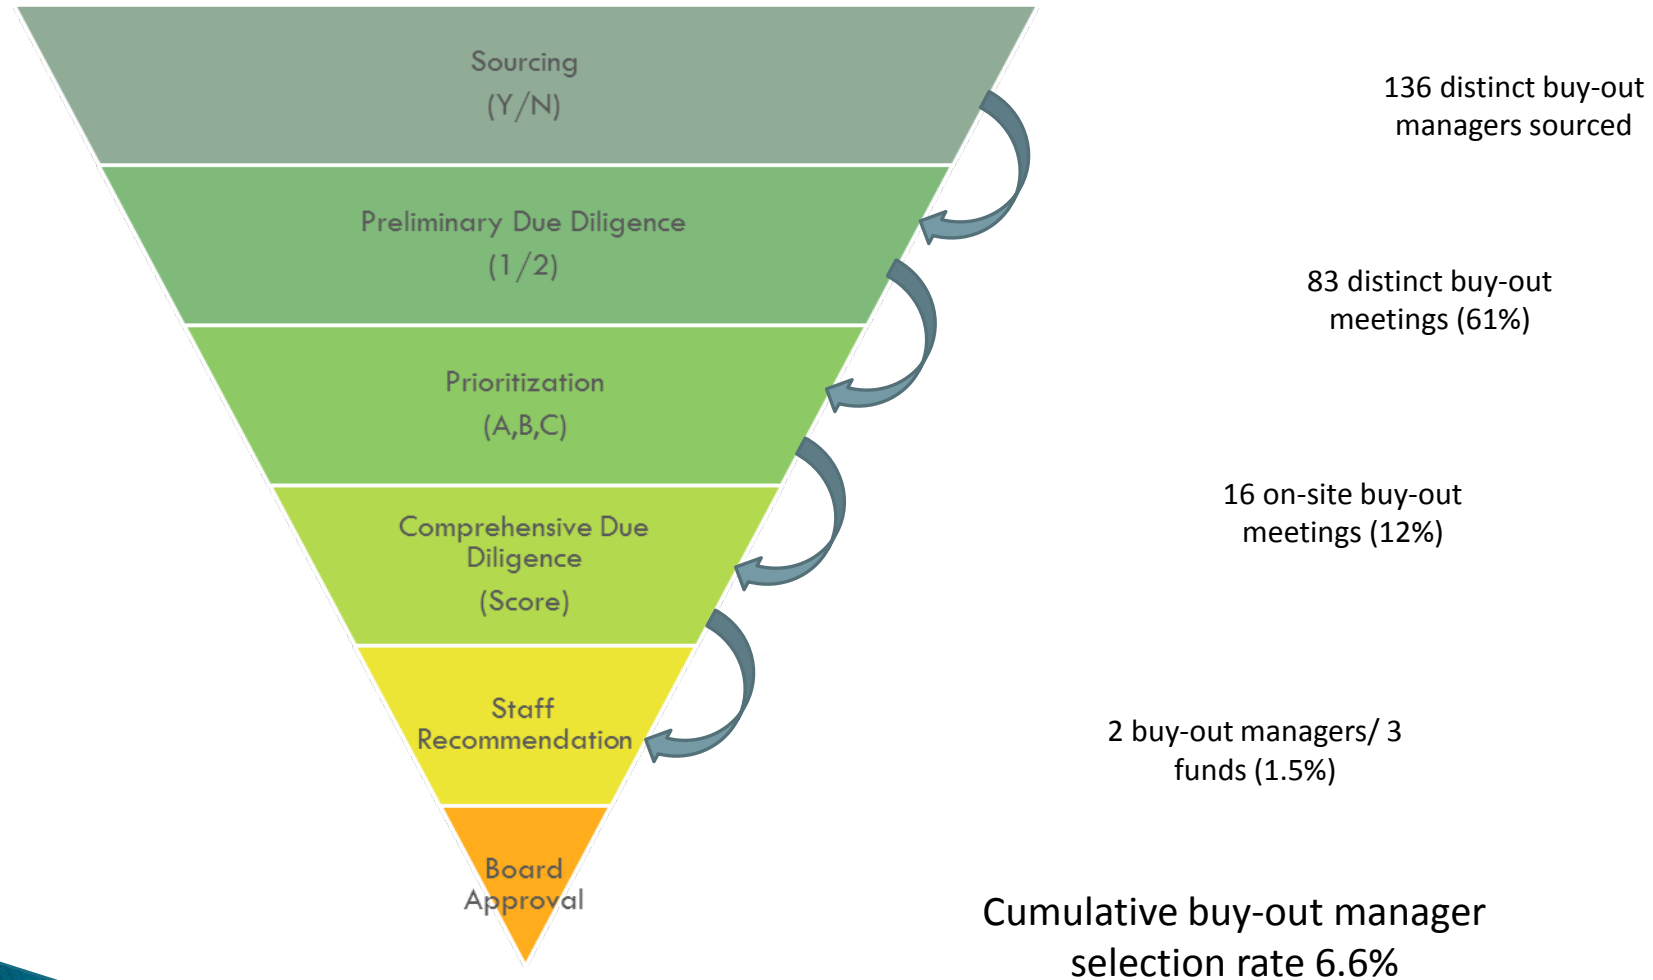 Sourcing
(Y/N)
136 distinct buy-out
managers sourced
Preliminary Due Diligence
(1/2)
83 distinct buy-out
meetings (61%)
Prioritization
(A,B,C)
16 on-site buy-out
meetings (12%)
Comprehensive Due
Diligence
(Score)
Staff
Recommendation
2 buy-out managers/ 3
funds (1.5%)
Board
Approval
Cumulative buy-out manager
selection rate 6.6%